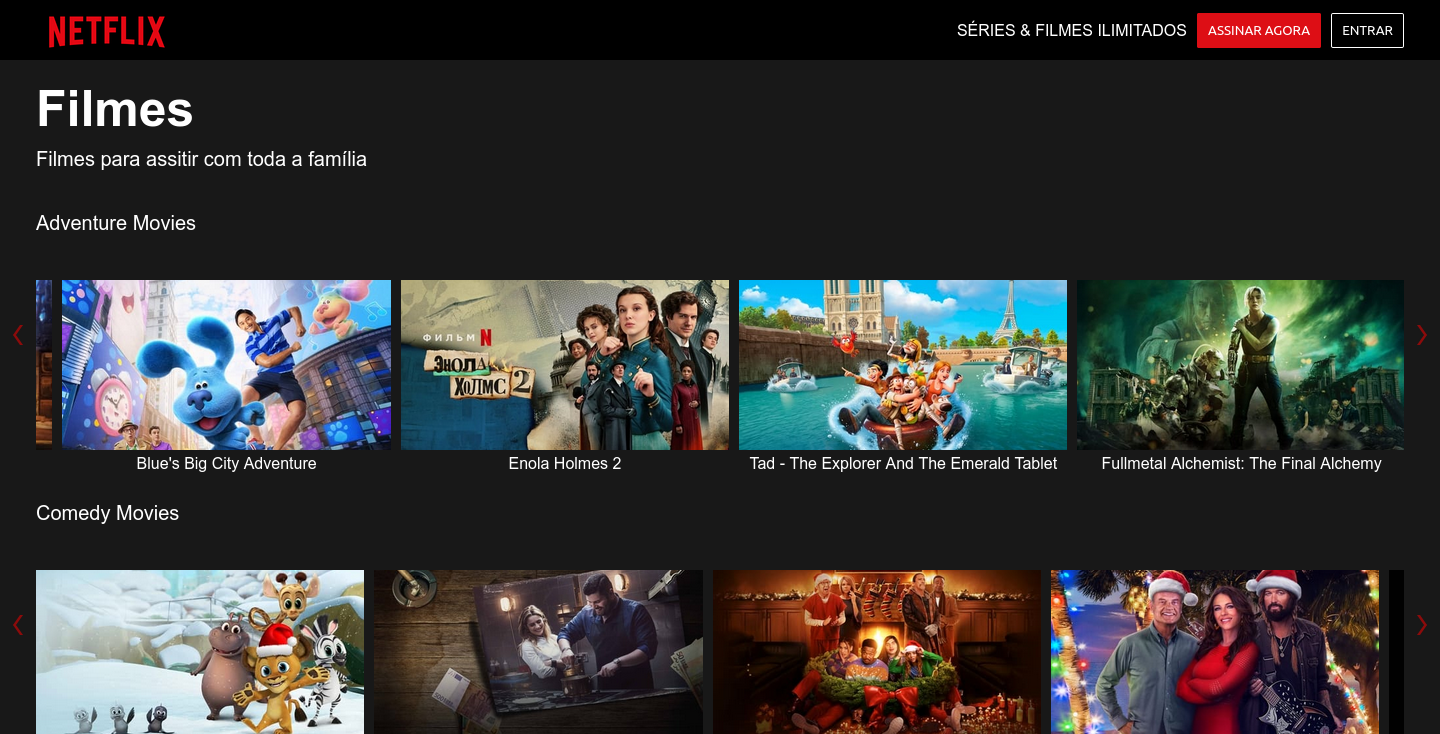 NETFLIX
SÉRIES & FILMES ILIMITADOS
ASSINAR AGORA
ENTRAR
Filmes
Filmes para assitir com toda a família
Adventure Movies
ФИЛЬМ N
ЭНОЛА
ХОЛМС 2
Blue's Big City Adventure
Enola Holmes 2
Tad - The Explorer And The Emerald Tablet
Fullmetal Alchemist: The Final Alchemy
Comedy Movies